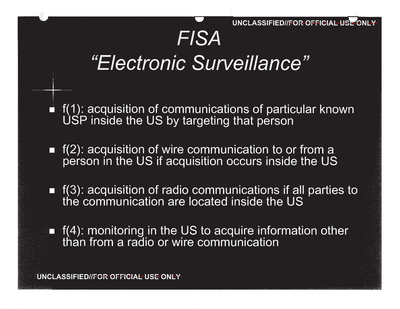 UNCLASSIFIED//FOR OFFICIAL USE ONLY
FISA
“Electronic Surveillance”
f(1): acquisition of communications of particular known
USP inside the US by targeting that person
f(2): acquisition of wire communication to or from a
person in the US if acquisition occurs inside the US
f(3): acquisition of radio communications if all parties to
the communication are located inside the US
f(4): monitoring in the US to acquire information other
than from a radio or wire communication
UNCLASSIFIED//FOR OFFICIAL USE ONLY